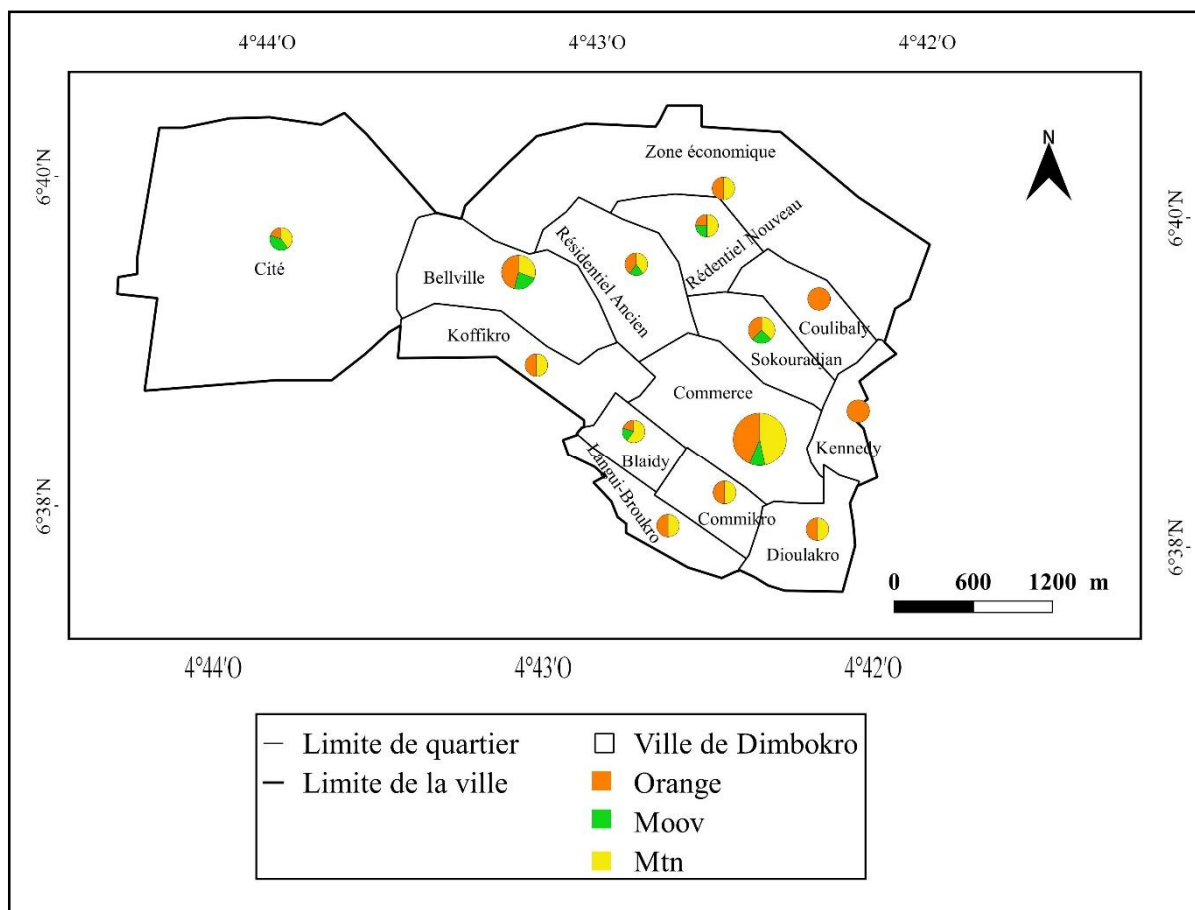 4°44′O 4°43′O 4°42′O
N
Zone économique
6°40′N
6°40′N
Rédentiel Nouveau
Résidentiel Ancien
Cité
Bellville
Coulibaly
Koffikro
Sokouradjan
Commerce
Kennedy
Blaidy
Langui-Broukro
Commikro
6°38′N
6°38′N
Dioulakro
0 600 1200 m
4°44′O 4°43′O 4°42′O
Limite de quartier
Limite de la ville
Ville de Dimbokro
Orange
Moov
Mtn